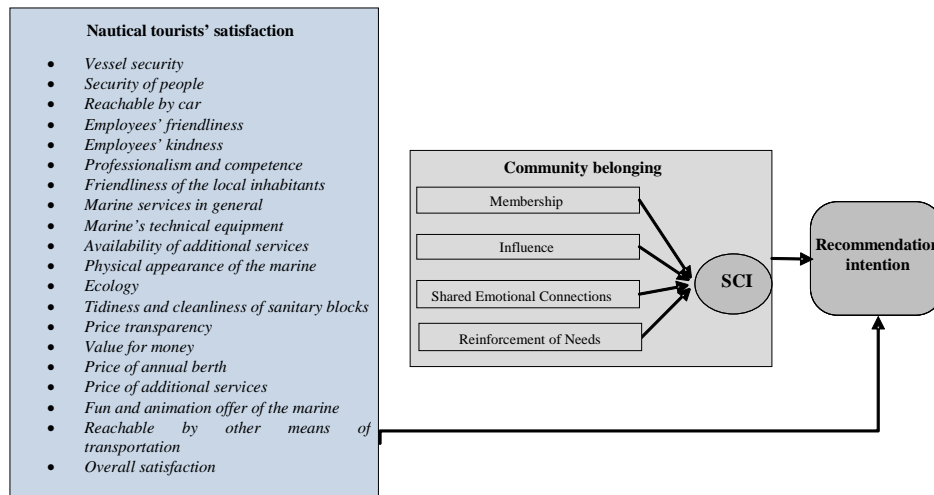 Nautical tourists' satisfaction
• Vessel security
• Security of people
• Reachable by car
• Employees' friendliness
• Employees' kindness
• Professionalism and competence
• Friendliness of the local inhabitants
• Marine services in general
• Marine's technical equipment
• Availability of additional services
• Physical appearance of the marine
• Ecology
• Tidiness and cleanliness of sanitary blocks
• Price transparency
• Value for money
• Price of annual berth
• Price of additional services
• Fun and animation offer of the marine
• Reachable by other means of
transportation
• Overall satisfaction
Community belonging
Membership
Influence
Shared Emotional Connections
Reinforcement of Needs
SCI
Recommendation
intention